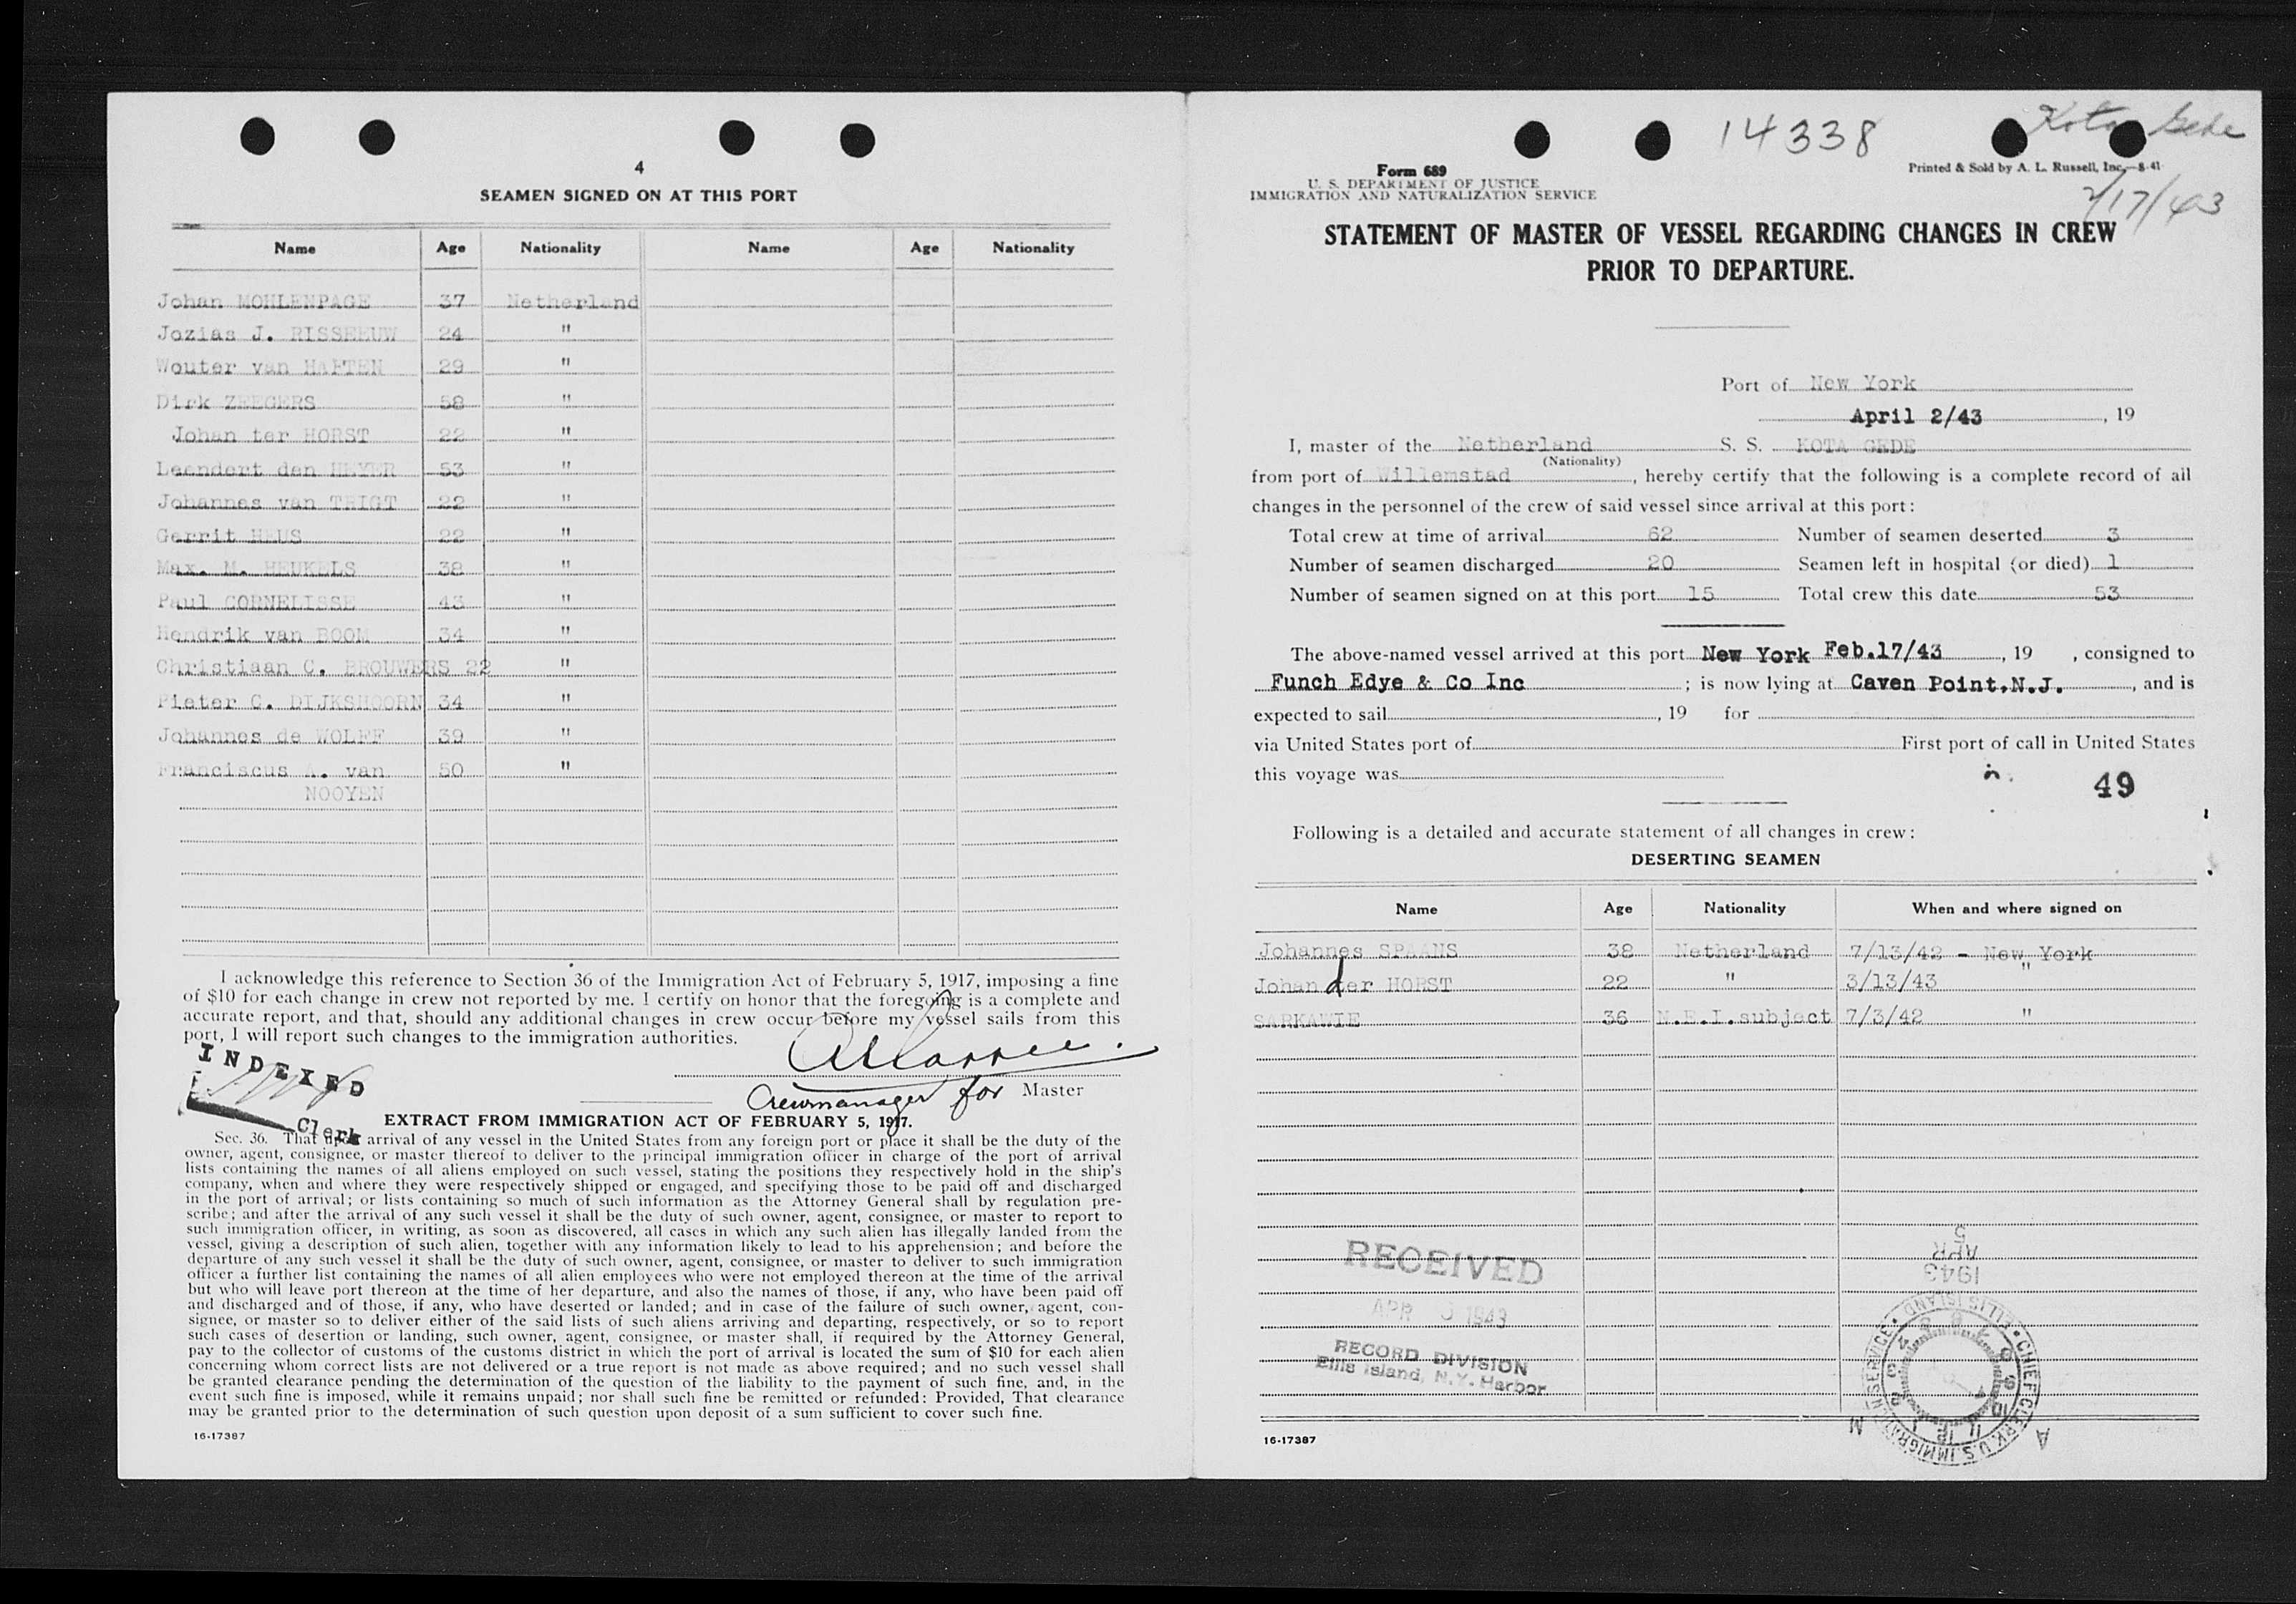 4
SEAMEN SIGNED ON AT THIS PORT
Name Age Nationality Name Age Nationality
Johan MOHLENPAGE 37 Netherland
Jozias J. RISSEEUW 24 "
Wouter van HAFTEN 29 "
Dirk ZEEGERS 58 "
Johan ter HORST 22 "
Leendert den HEYER 53 "
Johannes van TRIGT 22 "
Gerrit HEUS 22 "
Max. M. HEUKELS 38 "
Paul CORNELISSE 43 "
Hendrik van BOOM 34 "
Christiaan C. BROUWERS 22 "
Pieter C. DIJKSHOORN 34 "
Johannes de WOLFF 39 "
Franciscus A. van 50 "
NOOYEN
I acknowledge this reference to Section 36 of the Immigration Act of February 5, 1917, imposing a fine
of $10 for each change in crew not reported by me. I certify on honor that the foregoing is a complete and
accurate report, and that, should any additional changes in crew occur before my vessel sails from this
port, I will report such changes to the immigration authorities.
INDEXED
Clerk
Crewmanager for Master
EXTRACT FROM IMMIGRATION ACT OF FEBRUARY 5, 1917.
Sec. 36. That upon arrival of any vessel in the United States from any foreign port or place it shall be the duty of the
owner, agent, consignee, or master thereof to deliver to the principal immigration officer in charge of the port of arrival
lists containing the names of all aliens employed on such vessel, stating the positions they respectively hold in the ship's
company, when and where they were respectively shipped or engaged, and specifying those to be paid off and discharged
in the port of arrival; or lists containing so much of such information as the Attorney General shall by regulation pre-
scribe; and after the arrival of any such vessel it shall be the duty of such owner, agent, consignee, or master to report to
such immigration officer, in writing, as soon as discovered, all cases in which any such alien has illegally landed from the
vessel, giving a description of such alien, together with any information likely to lead to his apprehension; and before the
departure of any such vessel it shall be the duty of such owner, agent, consignee, or master to deliver to such immigration
officer a further list containing the names of all alien employees who were not employed thereon at the time of the arrival
but who will leave port thereon at the time of her departure, and also the names of those, if any, who have been paid off
and discharged and of those, if any, who have deserted or landed; and in case of the failure of such owner, agent, con-
signee, or master so to deliver either of the said lists of such aliens arriving and departing, respectively, or so to report
such cases of desertion or landing, such owner, agent, consignee, or master shall, if required by the Attorney General,
pay to the collector of customs of the customs district in which the port of arrival is located the sum of $10 for each alien
concerning whom correct lists are not delivered or a true report is not made as above required; and no such vessel shall
be granted clearance pending the determination of the question of the liability to the payment of such fine, and, in the
event such fine is imposed, while it remains unpaid; nor shall such fine be remitted or refunded: Provided, That clearance
may be granted prior to the determination of such question upon deposit of a sum sufficient to cover such fine.
16-17387
14338 Kota Gede
Form 689
Printed & Sold by A. L. Russell, Inc.—8-41
U. S. DEPARTMENT OF JUSTICE
IMMIGRATION AND NATURALIZATION SERVICE
2/17/43
STATEMENT OF MASTER OF VESSEL REGARDING CHANGES IN CREW
PRIOR TO DEPARTURE.
Port of New York
April 2/43, 19
I, master of the Netherland S. S. KOTA GEDE
(Nationality)
from port of Willemstad, hereby certify that the following is a complete record of all
changes in the personnel of the crew of said vessel since arrival at this port:
Total crew at time of arrival 62 Number of seamen deserted 3
Number of seamen discharged 20 Seamen left in hospital (or died) 1
Number of seamen signed on at this port 15 Total crew this date 53
The above-named vessel arrived at this port New York Feb.17/43, 19 , consigned to
Funch Edye & Co Inc; is now lying at Caven Point,N.J., and is
expected to sail , 19 for
via United States port of First port of call in United States
this voyage was
49
Following is a detailed and accurate statement of all changes in crew:
DESERTING SEAMEN
Name Age Nationality When and where signed on
Johannes SPAANS 38 Netherland 7/13/42 - New York
Johan der HORST 22 " 3/13/43 "
SARKAWIE 36 N.E.I.subject 7/3/42 "
RECEIVED
APR 5 1943
RECORD DIVISION
Ellis Island, N.Y. Harbor
1943
APR
5
CHIEF CLERK U.S. IMMIGRATION SERVICE • ELLIS ISLAND •
A M
16-17387